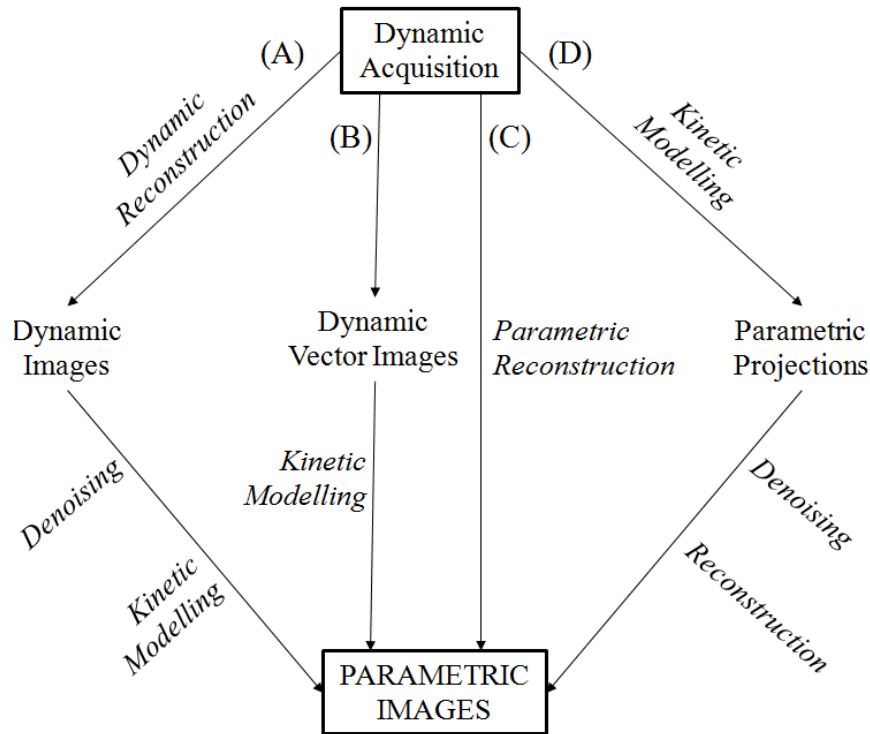 Dynamic
Acquisition
(A)
(D)
(B)
(C)
Dynamic
Reconstruction
Kinetic
Modelling
Dynamic
Images
Dynamic
Vector Images
Parametric
Reconstruction
Parametric
Projections
Denoising
Kinetic
Modelling
Kinetic
Modelling
Denoising
Reconstruction
PARAMETRIC
IMAGES